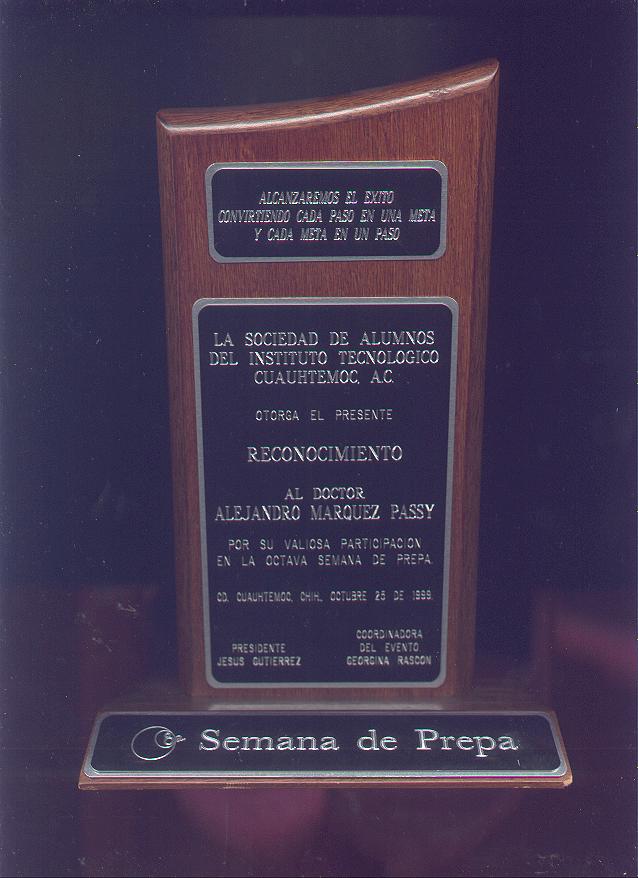 ALCANZAREMOS EL EXITO
CONVIRTIENDO CADA PASO EN UNA META
Y CADA META EN UN PASO
LA SOCIEDAD DE ALUMNOS
DEL INSTITUTO TECNOLOGICO
CUAUHTEMOC, A.C.
OTORGA EL PRESENTE
RECONOCIMIENTO
AL DOCTOR
ALEJANDRO MARQUEZ PASSY
POR SU VALIOSA PARTICIPACION
EN LA OCTAVA SEMANA DE PREPA.
CD. CUAUHTEMOC, CHIH., OCTUBRE 25 DE 1999.
PRESIDENTE
JESUS GUTIERREZ
COORDINADORA
DEL EVENTO
GEORGINA RASCON
Semana de Prepa